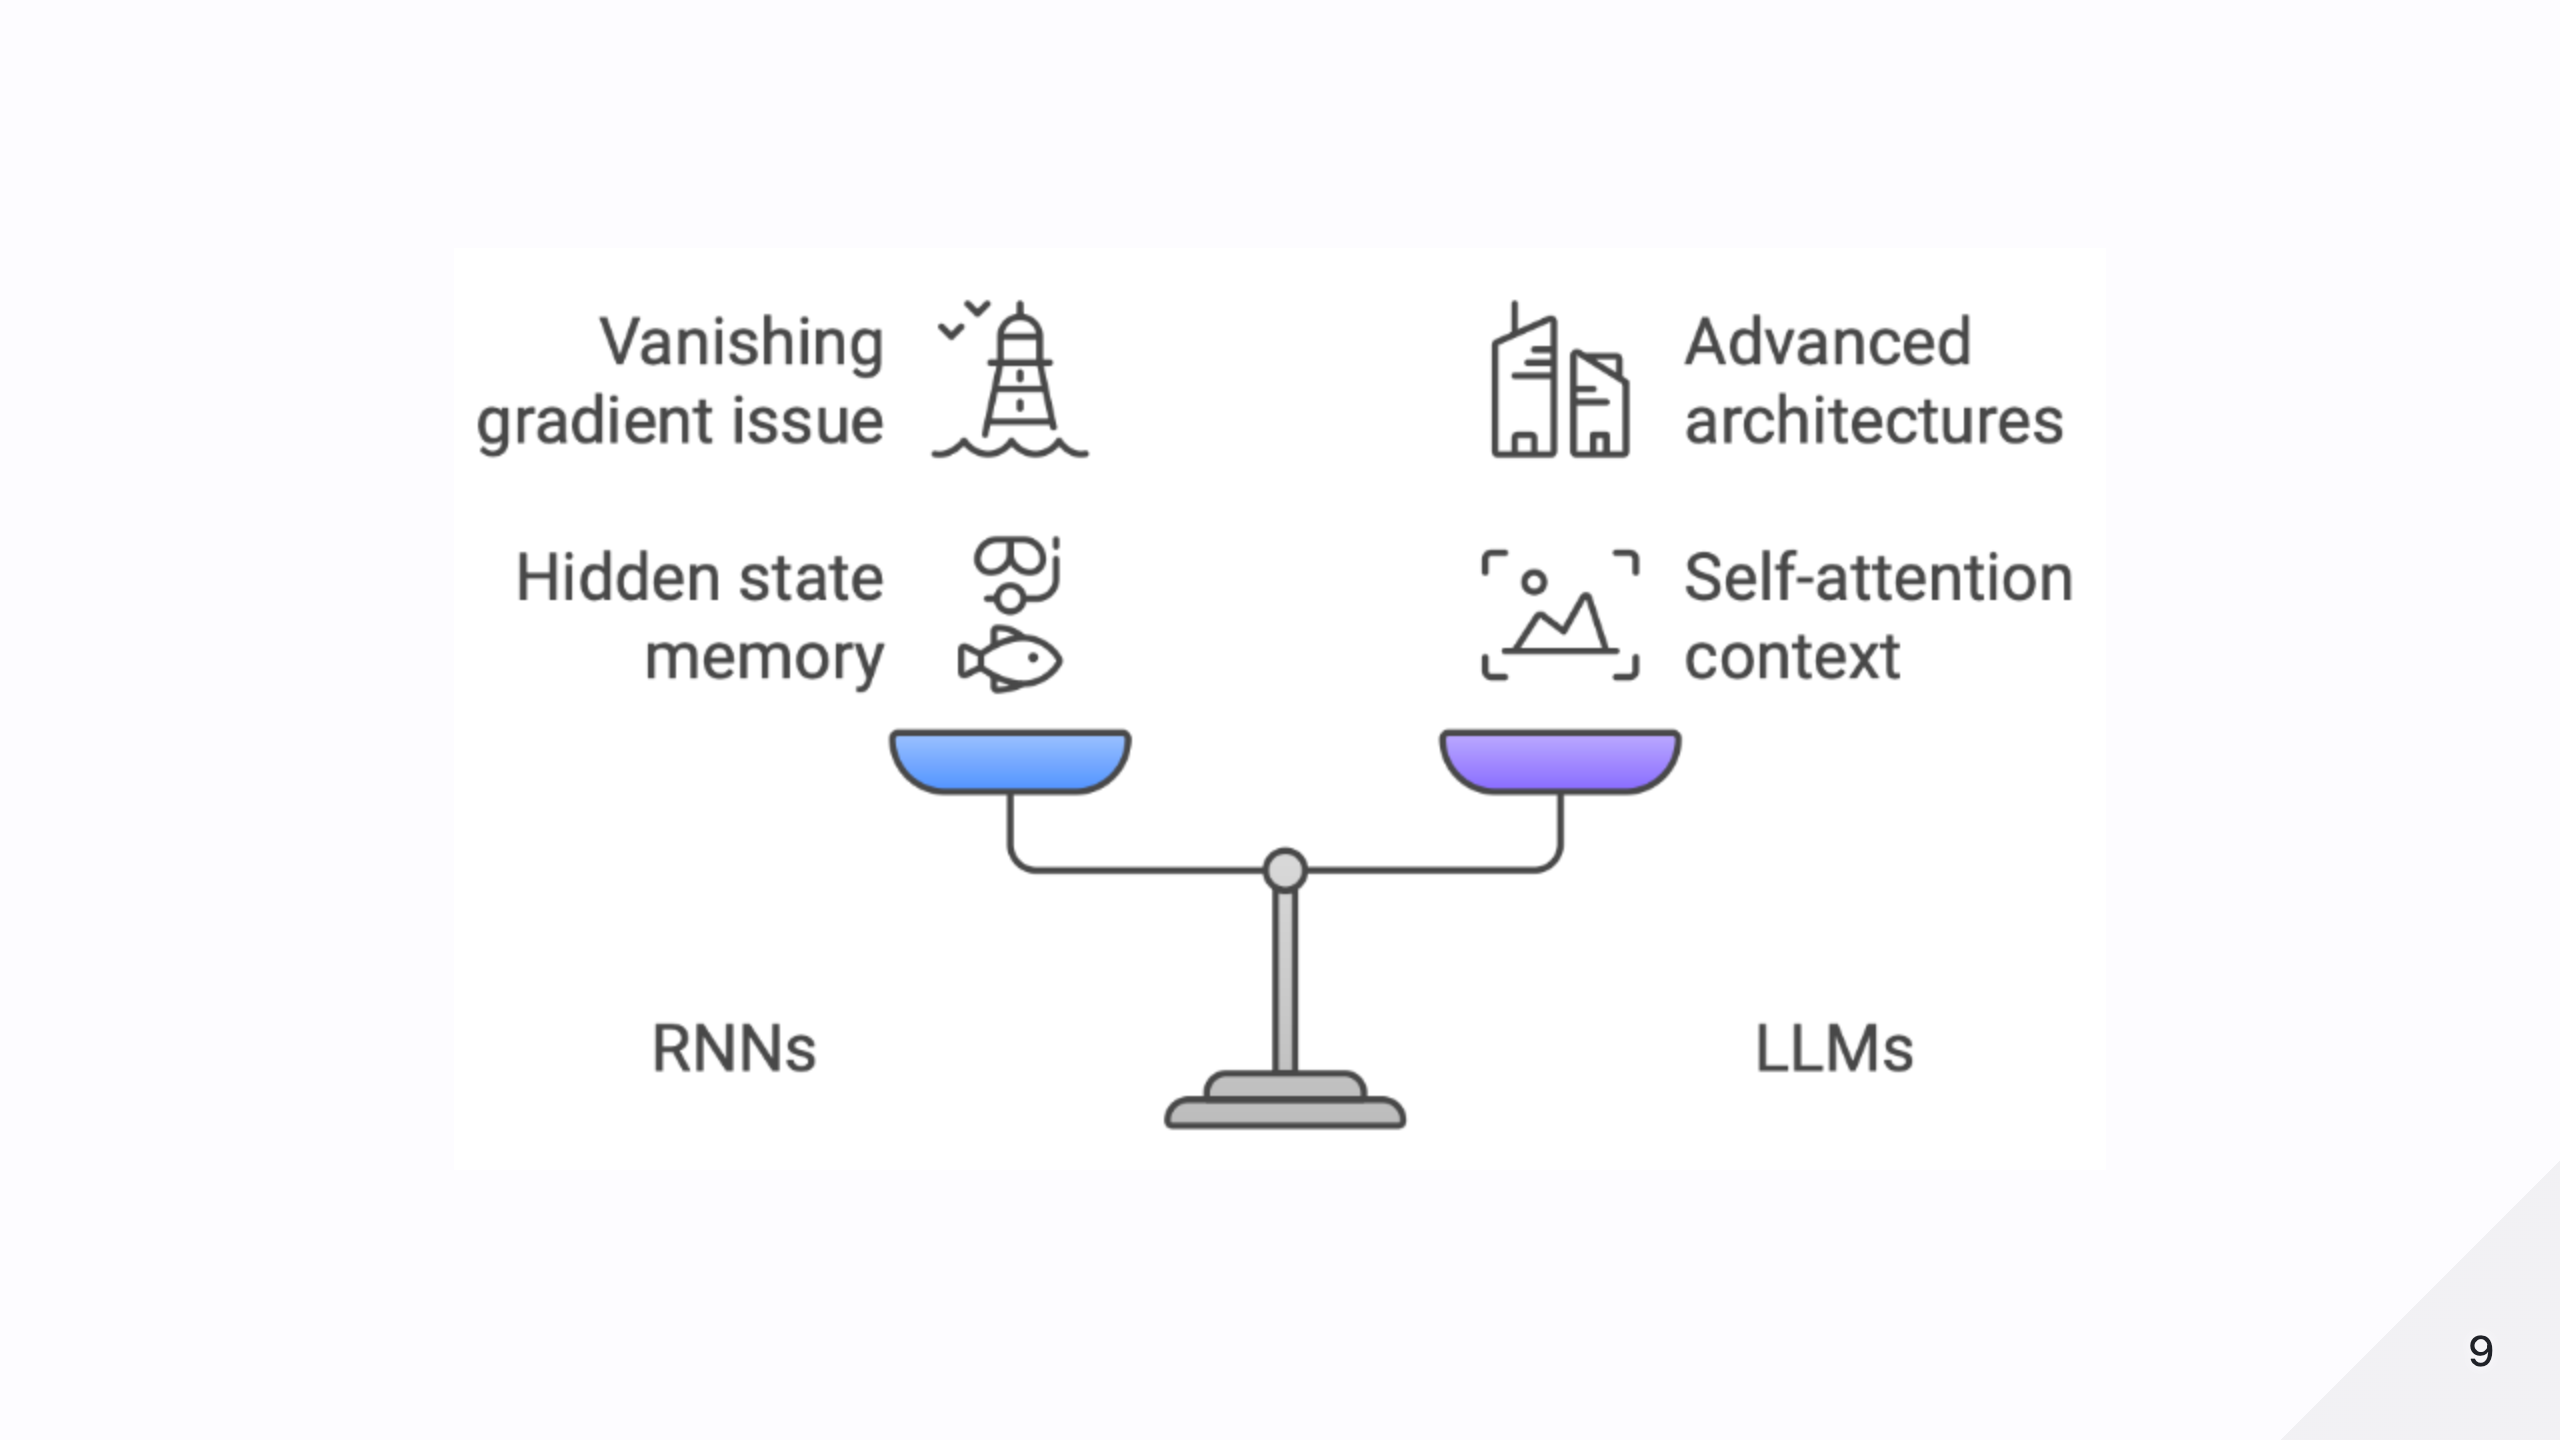 Vanishing
gradient issue
Advanced
architectures
Hidden state
memory
Self-attention
context
RNNs
LLMs
9